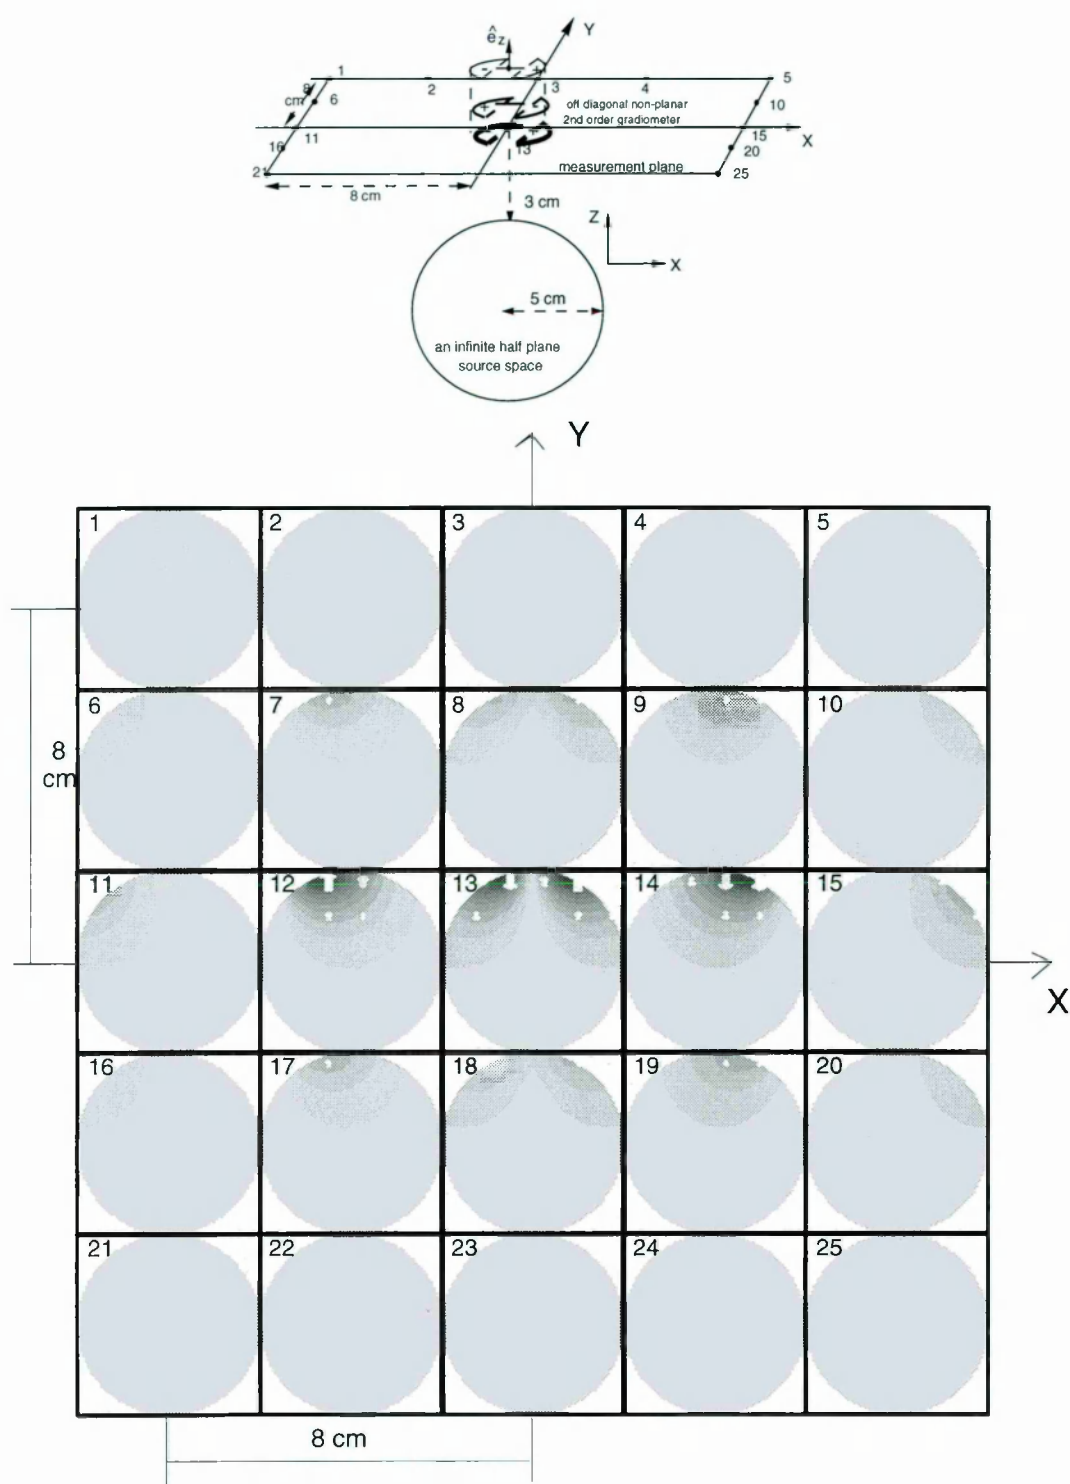 Y
ê z
1
2
3
4
5
8
cm
6
off diagonal non-planar
10
2nd order gradiometer
11
15
X
16
13
20
21
measurement plane
25
8 cm
3 cm
Z
X
5 cm
an infinite half plane
source space
Y
1 2 3 4 5
6 7 8 9 10
8
cm
11 12 13 14 15
X
16 17 18 19 20
21 22 23 24 25
8 cm